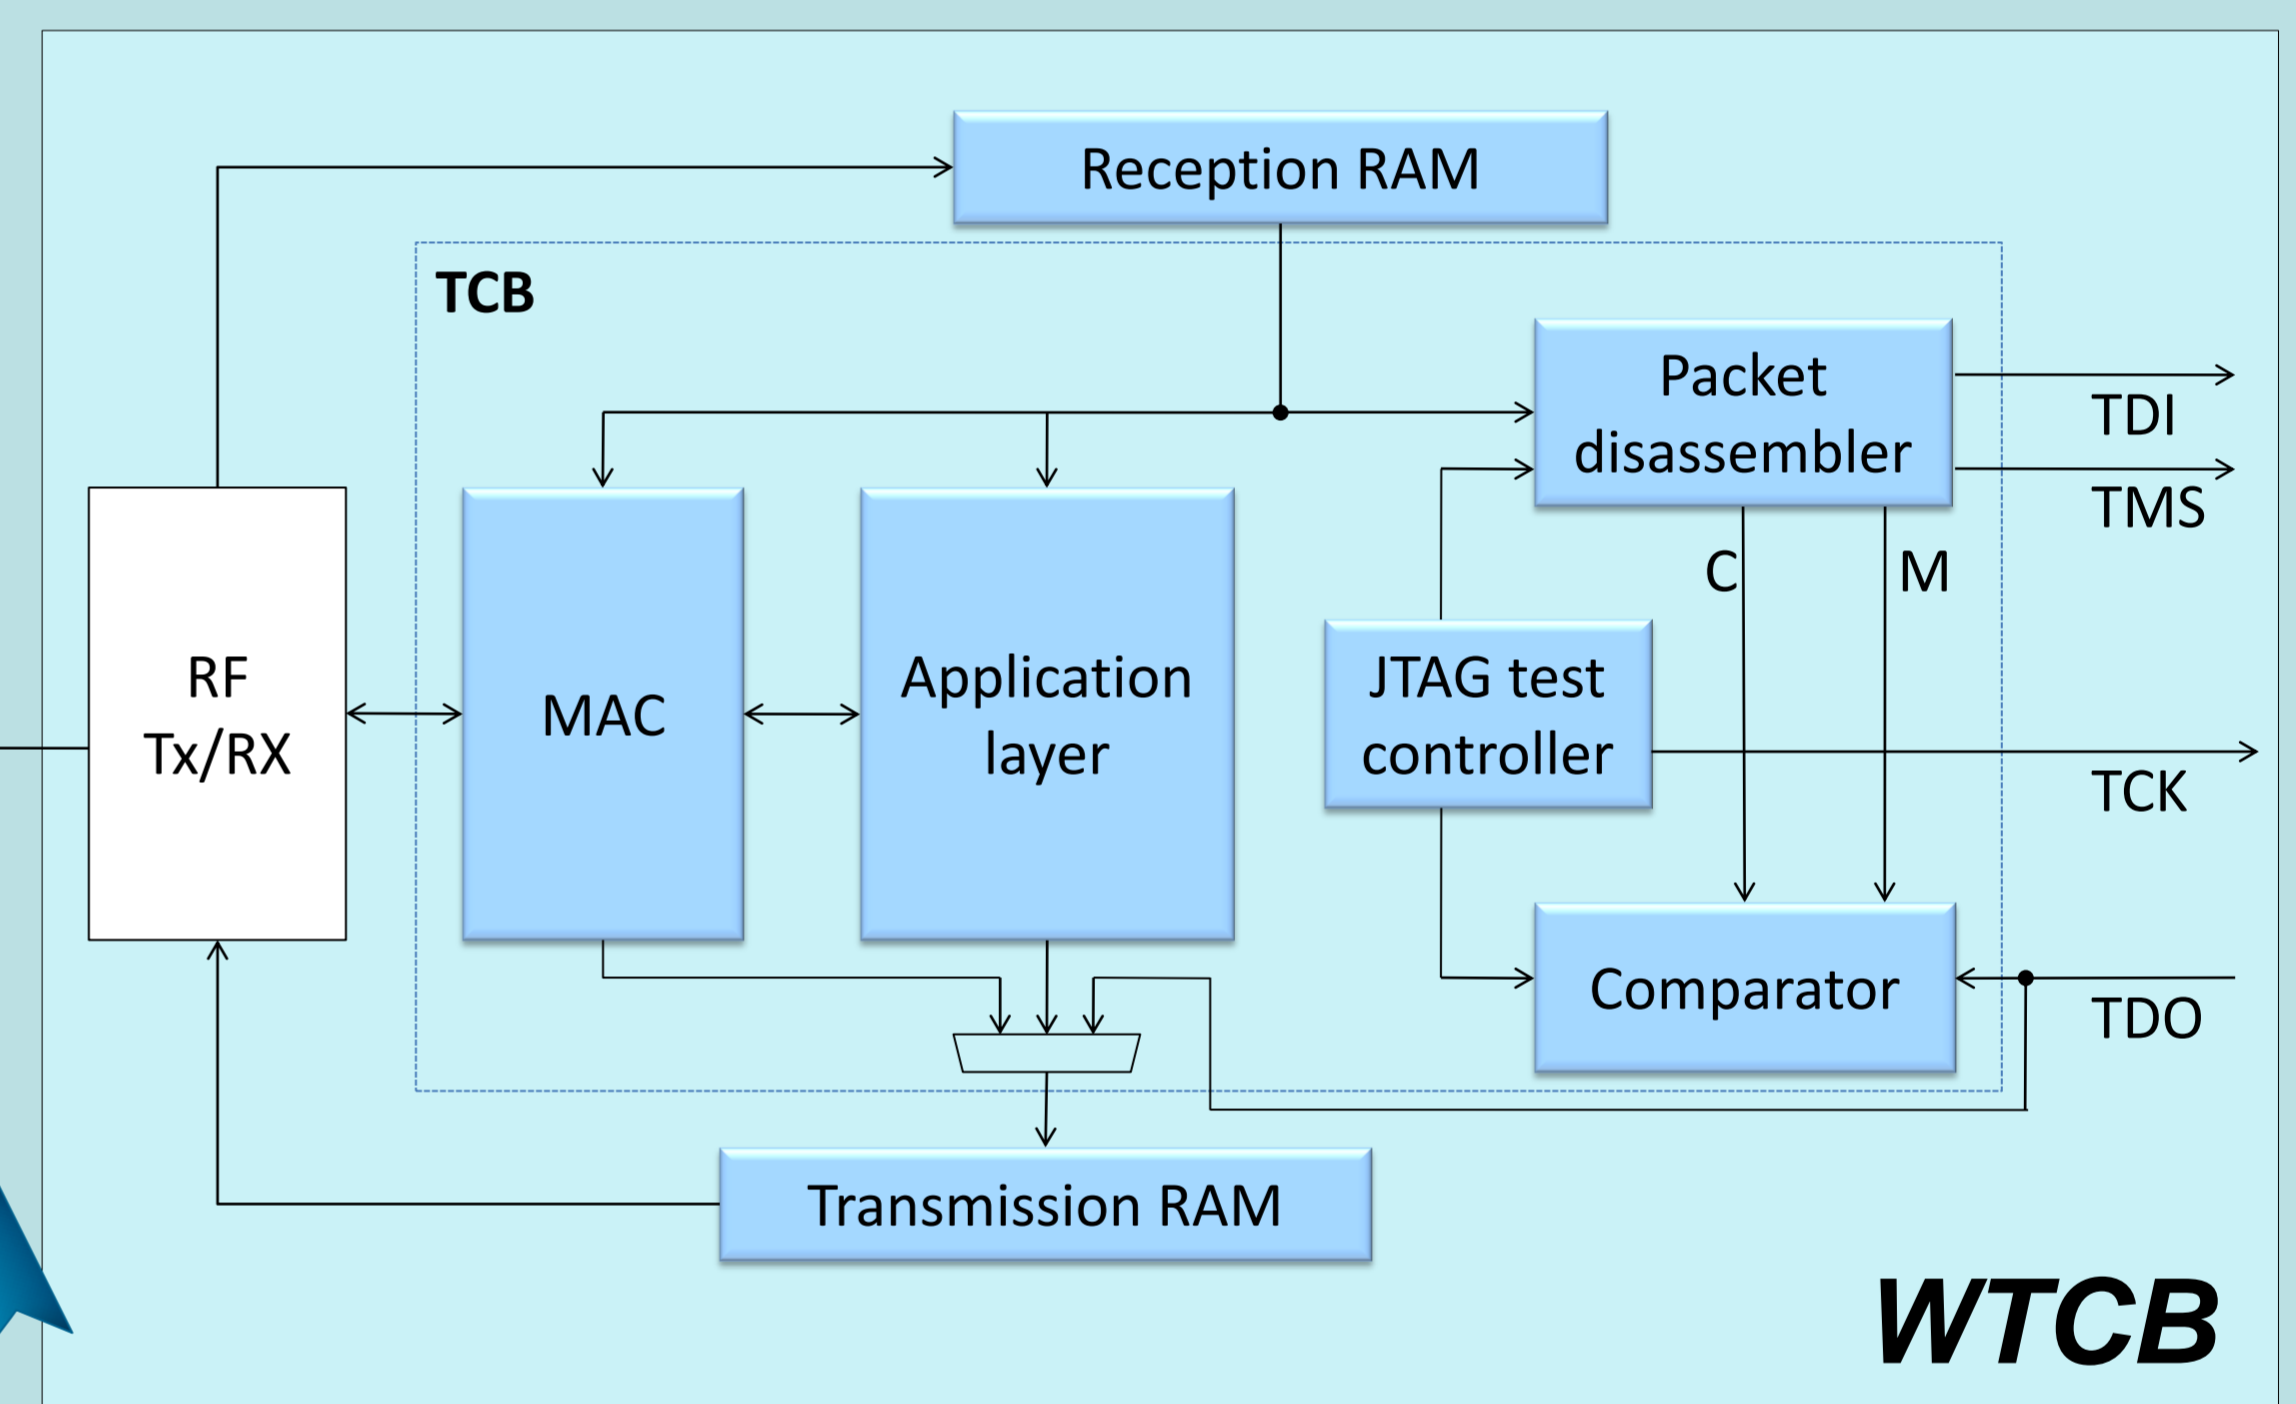 Reception RAM
TCB
Packet
disassembler
TDI
TMS
C
M
RF
Tx/RX
MAC
Application
layer
JTAG test
controller
TCK
Comparator
TDO
Transmission RAM
WTCB